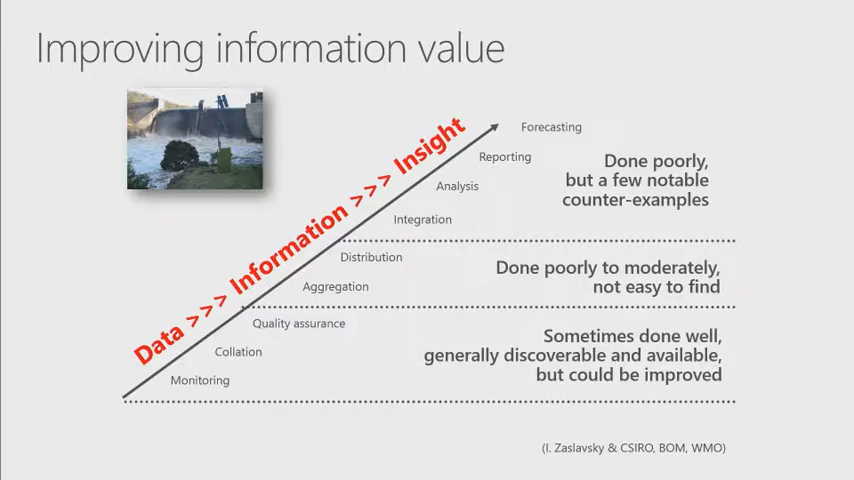 Improving information value
Data >>> Information >>> Insight
Forecasting
Reporting
Analysis
Integration
Done poorly,
but a few notable
counter-examples
Distribution
Aggregation
Done poorly to moderately,
not easy to find
Quality assurance
Collation
Monitoring
Sometimes done well,
generally discoverable and available,
but could be improved
(I. Zaslavsky & CSIRO, BOM, WMO)